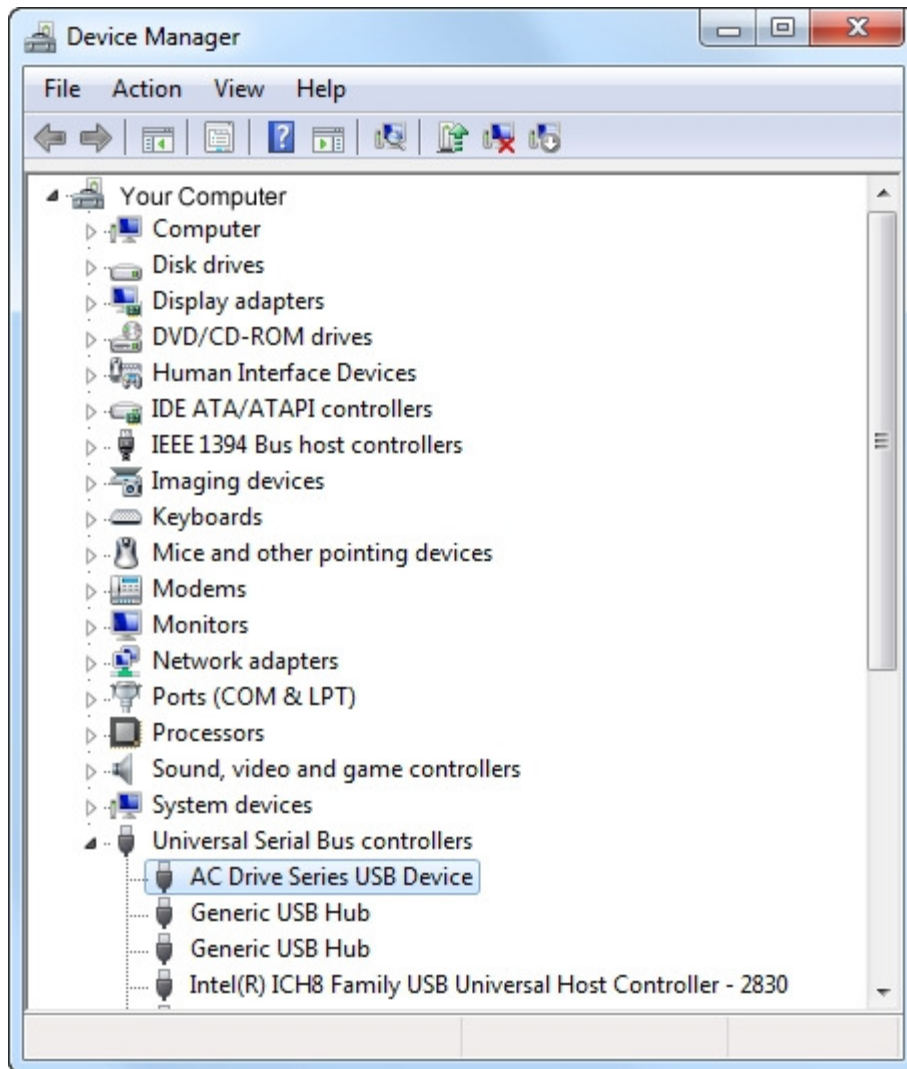 Device Manager
File Action View Help
Your Computer
Computer
Disk drives
Display adapters
DVD/CD-ROM drives
Human Interface Devices
IDE ATA/ATAPI controllers
IEEE 1394 Bus host controllers
Imaging devices
Keyboards
Mice and other pointing devices
Modems
Monitors
Network adapters
Ports (COM & LPT)
Processors
Sound, video and game controllers
System devices
Universal Serial Bus controllers
AC Drive Series USB Device
Generic USB Hub
Generic USB Hub
Intel(R) ICH8 Family USB Universal Host Controller - 2830